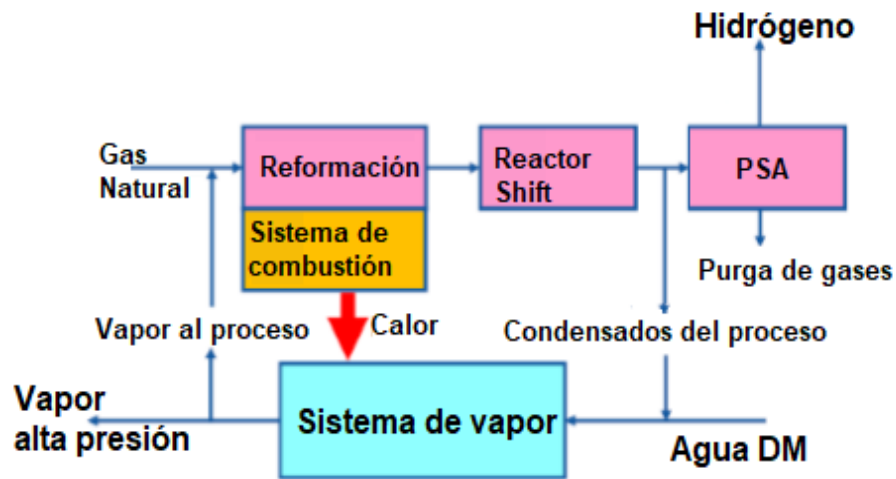 Hidrógeno
Gas
Natural
Reformación
Reactor
Shift
PSA
Sistema de
combustión
Purga de gases
Vapor al proceso
Calor
Condensados del proceso
Vapor
alta presión
Sistema de vapor
Agua DM